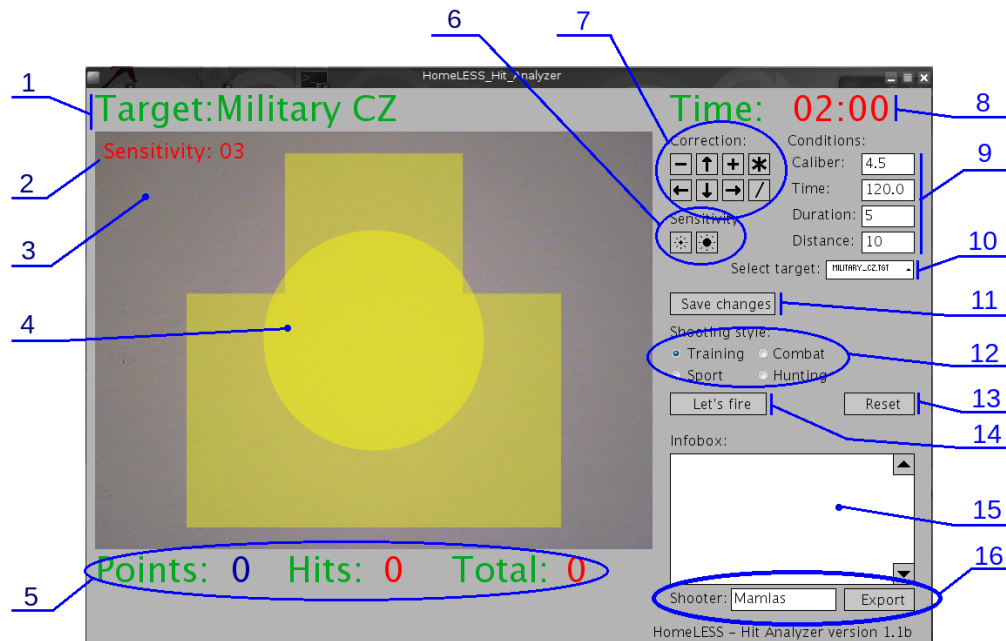 6
7
HomeLESS_Hit_Analyzer
1
Target:Military CZ
Time: 02:00
8
Sensitivity: 03
2
Correction:
Conditions:
Caliber: 4.5
9
Time: 120.0
3
Sensitivity
Duration: 5
Distance: 10
10
Select target: MILITARY_CZ.TGT
11
Save changes
4
Shooting style:
Training
Combat
12
Sport
Hunting
13
Let's fire
Reset
14
Infobox:
15
16
Points: 0 Hits: 0 Total: 0
5
Shooter: Mamlas
Export
HomeLESS – Hit Analyzer version 1.1b